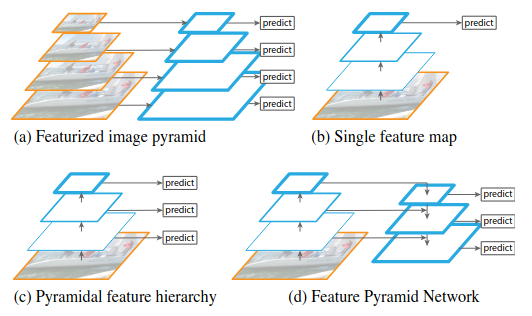 predict
predict
predict
predict
predict
(a) Featurized image pyramid
(b) Single feature map
predict
predict
predict
predict
predict
predict
(c) Pyramidal feature hierarchy
(d) Feature Pyramid Network